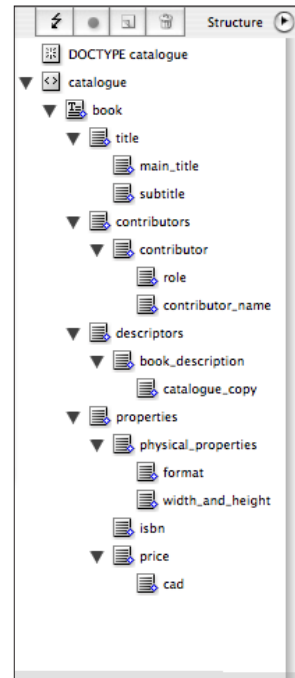 Structure
DOCTYPE catalogue
catalogue
book
title
main_title
subtitle
contributors
contributor
role
contributor_name
descriptors
book_description
catalogue_copy
properties
physical_properties
format
width_and_height
isbn
price
cad